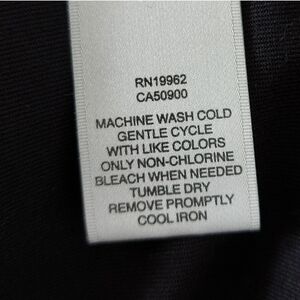 RN19962
CA50900
MACHINE WASH COLD
GENTLE CYCLE
WITH LIKE COLORS
ONLY NON-CHLORINE
BLEACH WHEN NEEDED
TUMBLE DRY
REMOVE PROMPTLY
COOL IRON